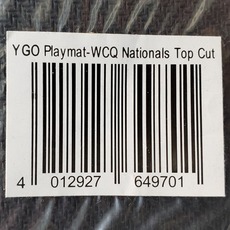 YGO Playmat-WCQ Nationals Top Cut
4 012927 649701